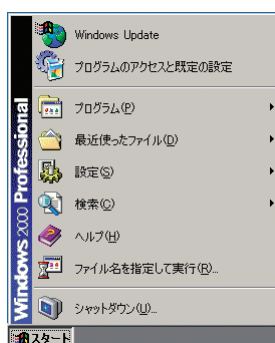 Windows Update
プログラムのアクセスと既定の設定
プログラム(P)
最近使ったファイル(D)
設定(S)
検索(C)
ヘルプ(H)
ファイル名を指定して実行(R)...
シャットダウン(U)...
Windows 2000 Professional
スタート